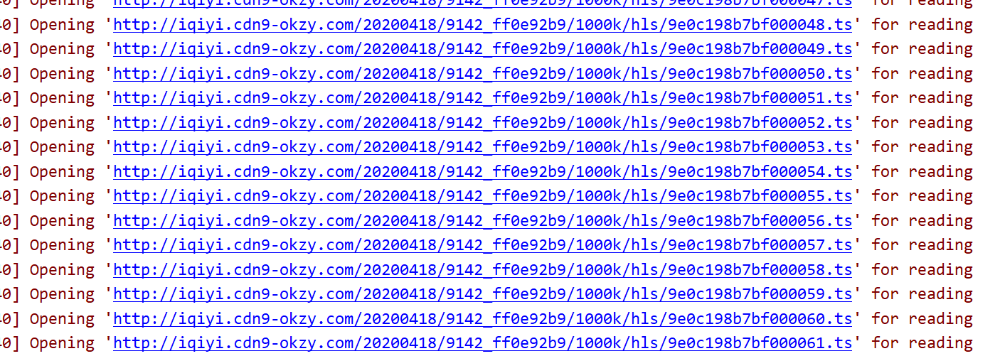 0] Opening 'http://iqiyi.cdn9-okzy.com/20200418/9142_ff0e92b9/1000k/hls/9e0c198b7bf000047.ts' for reading
0] Opening 'http://iqiyi.cdn9-okzy.com/20200418/9142_ff0e92b9/1000k/hls/9e0c198b7bf000048.ts' for reading
0] Opening 'http://iqiyi.cdn9-okzy.com/20200418/9142_ff0e92b9/1000k/hls/9e0c198b7bf000049.ts' for reading
0] Opening 'http://iqiyi.cdn9-okzy.com/20200418/9142_ff0e92b9/1000k/hls/9e0c198b7bf000050.ts' for reading
0] Opening 'http://iqiyi.cdn9-okzy.com/20200418/9142_ff0e92b9/1000k/hls/9e0c198b7bf000051.ts' for reading
0] Opening 'http://iqiyi.cdn9-okzy.com/20200418/9142_ff0e92b9/1000k/hls/9e0c198b7bf000052.ts' for reading
0] Opening 'http://iqiyi.cdn9-okzy.com/20200418/9142_ff0e92b9/1000k/hls/9e0c198b7bf000053.ts' for reading
0] Opening 'http://iqiyi.cdn9-okzy.com/20200418/9142_ff0e92b9/1000k/hls/9e0c198b7bf000054.ts' for reading
0] Opening 'http://iqiyi.cdn9-okzy.com/20200418/9142_ff0e92b9/1000k/hls/9e0c198b7bf000055.ts' for reading
0] Opening 'http://iqiyi.cdn9-okzy.com/20200418/9142_ff0e92b9/1000k/hls/9e0c198b7bf000056.ts' for reading
0] Opening 'http://iqiyi.cdn9-okzy.com/20200418/9142_ff0e92b9/1000k/hls/9e0c198b7bf000057.ts' for reading
0] Opening 'http://iqiyi.cdn9-okzy.com/20200418/9142_ff0e92b9/1000k/hls/9e0c198b7bf000058.ts' for reading
0] Opening 'http://iqiyi.cdn9-okzy.com/20200418/9142_ff0e92b9/1000k/hls/9e0c198b7bf000059.ts' for reading
0] Opening 'http://iqiyi.cdn9-okzy.com/20200418/9142_ff0e92b9/1000k/hls/9e0c198b7bf000060.ts' for reading
0] Opening 'http://iqiyi.cdn9-okzy.com/20200418/9142_ff0e92b9/1000k/hls/9e0c198b7bf000061.ts' for reading